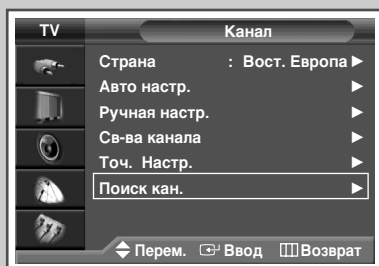 TV Канал
Страна : Вост. Европа
Авто настр.
Ручная настр.
Св-ва канала
Точ. Настр.
Поиск кан.
Перем. Ввод Возврат